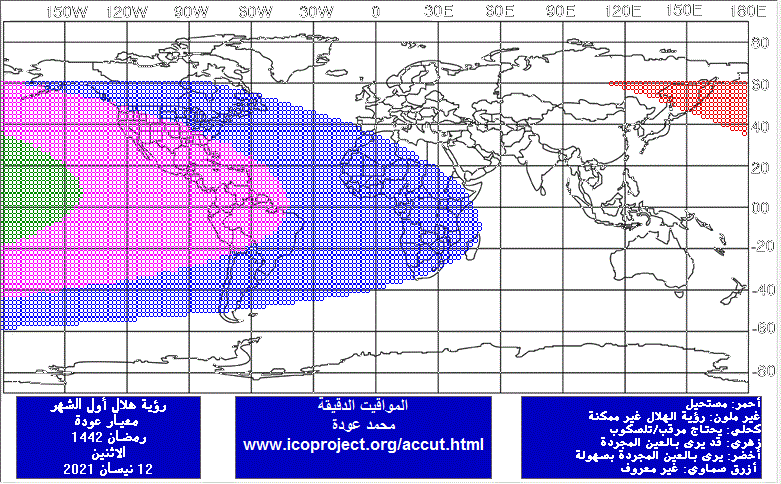 150W 120W 90W 60W 30W 0 30E 60E 90E 120E 150E 180E
80
60
40
20
00
-20
-40
-60
-80
رؤية هلال أول الشهر
معيار عودة
رمضان 1442
الاثنين
12 نيسان 2021
المواقيت الدقيقة
محمد عودة
www.icoproject.org/accut.html
أحمر: مستحيل
غير ملون: رؤية الهلال غير ممكنة
كحلي: يحتاج مرقب/تلسكوب
زهري: قد يرى بالعين المجردة
أخضر: يرى بالعين المجردة بسهولة
أزرق سماوي: غير معروف